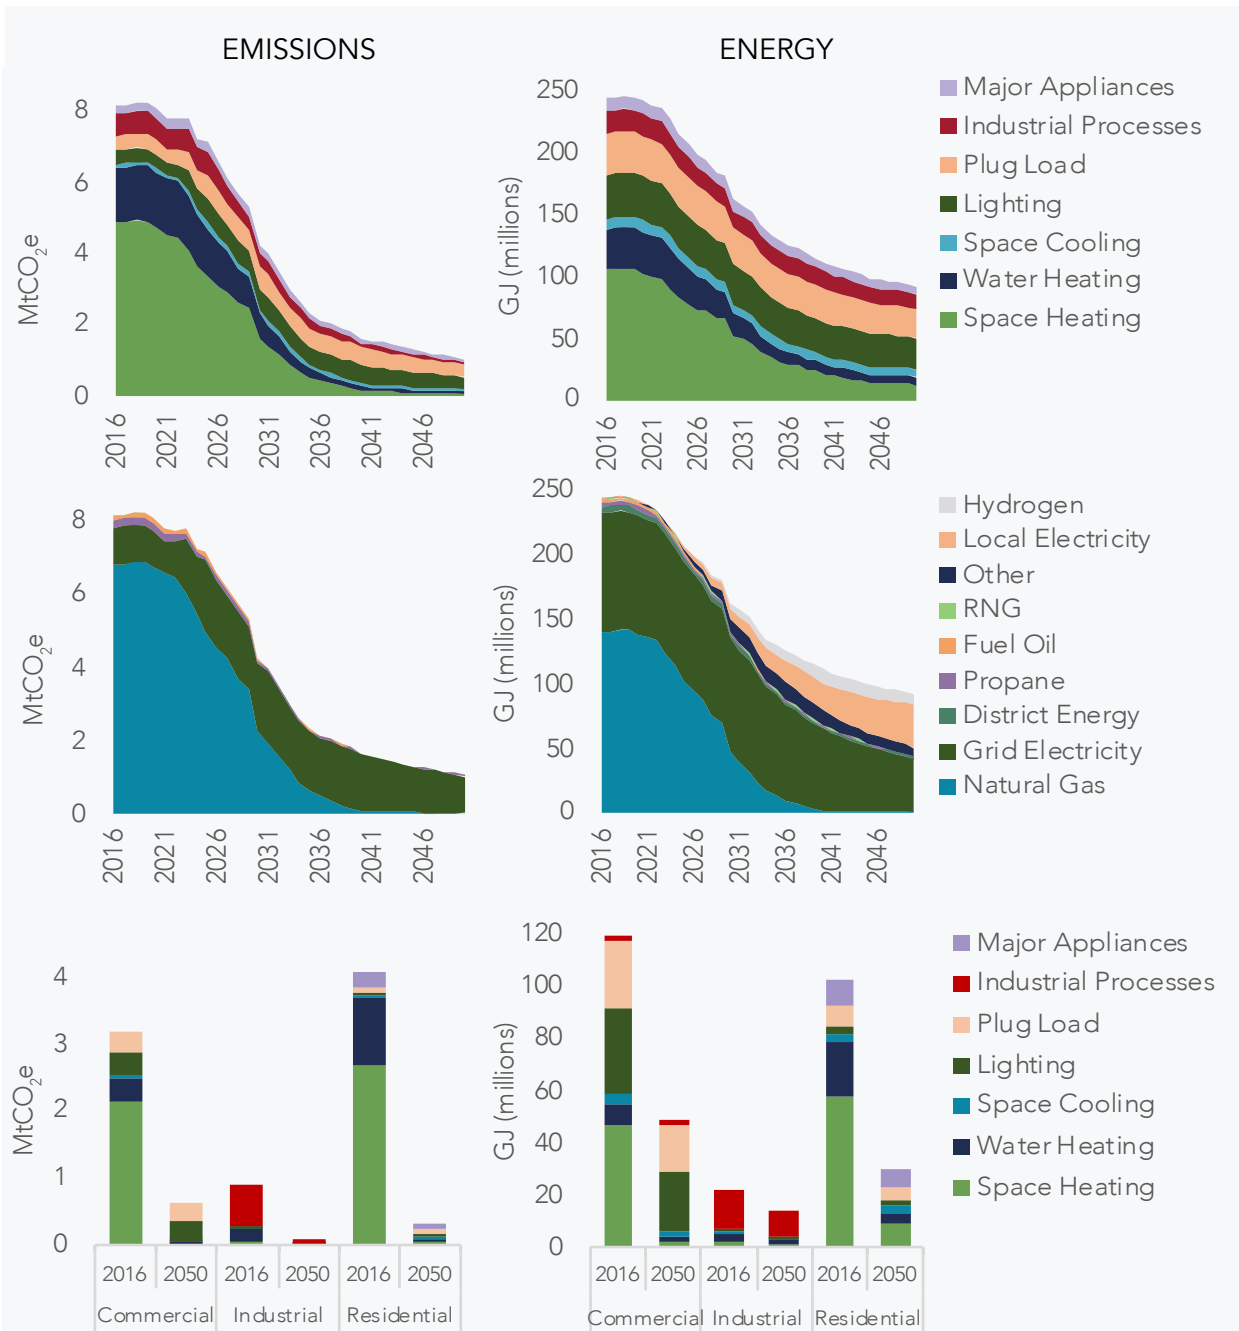 EMISSIONS
ENERGY
8
6
4
2
0
MtCO2e
2016
2021
2026
2031
2036
2041
2046
250
200
150
100
50
0
GJ (millions)
2016
2021
2026
2031
2036
2041
2046
Major Appliances
Industrial Processes
Plug Load
Lighting
Space Cooling
Water Heating
Space Heating
8
6
4
2
0
MtCO2e
2016
2021
2026
2031
2036
2041
2046
250
200
150
100
50
0
GJ (millions)
2016
2021
2026
2031
2036
2041
2046
Hydrogen
Local Electricity
Other
RNG
Fuel Oil
Propane
District Energy
Grid Electricity
Natural Gas
4
3
2
1
0
MtCO2e
2016 2050 2016 2050 2016 2050
Commercial Industrial Residential
120
100
80
60
40
20
0
GJ (millions)
2016 2050 2016 2050 2016 2050
Commercial Industrial Residential
Major Appliances
Industrial Processes
Plug Load
Lighting
Space Cooling
Water Heating
Space Heating